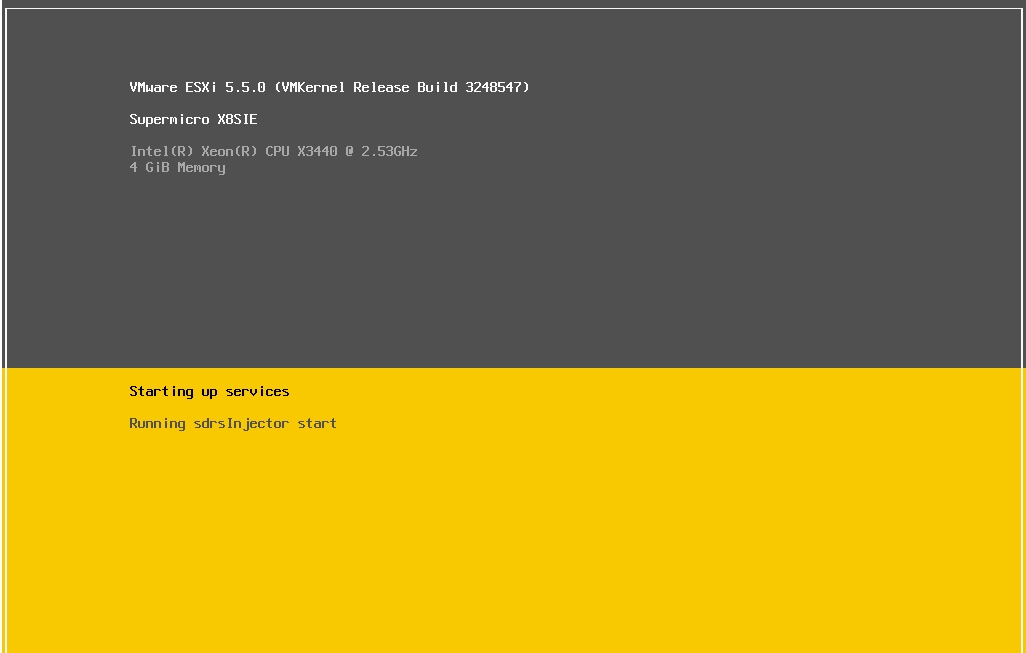 VMware ESXi 5.5.0 (VMKernel Release Build 3248547)
Supermicro X8SIE
Intel(R) Xeon(R) CPU X3440 @ 2.53GHz
4 GiB Memory
Starting up services
Running sdrsInjector start